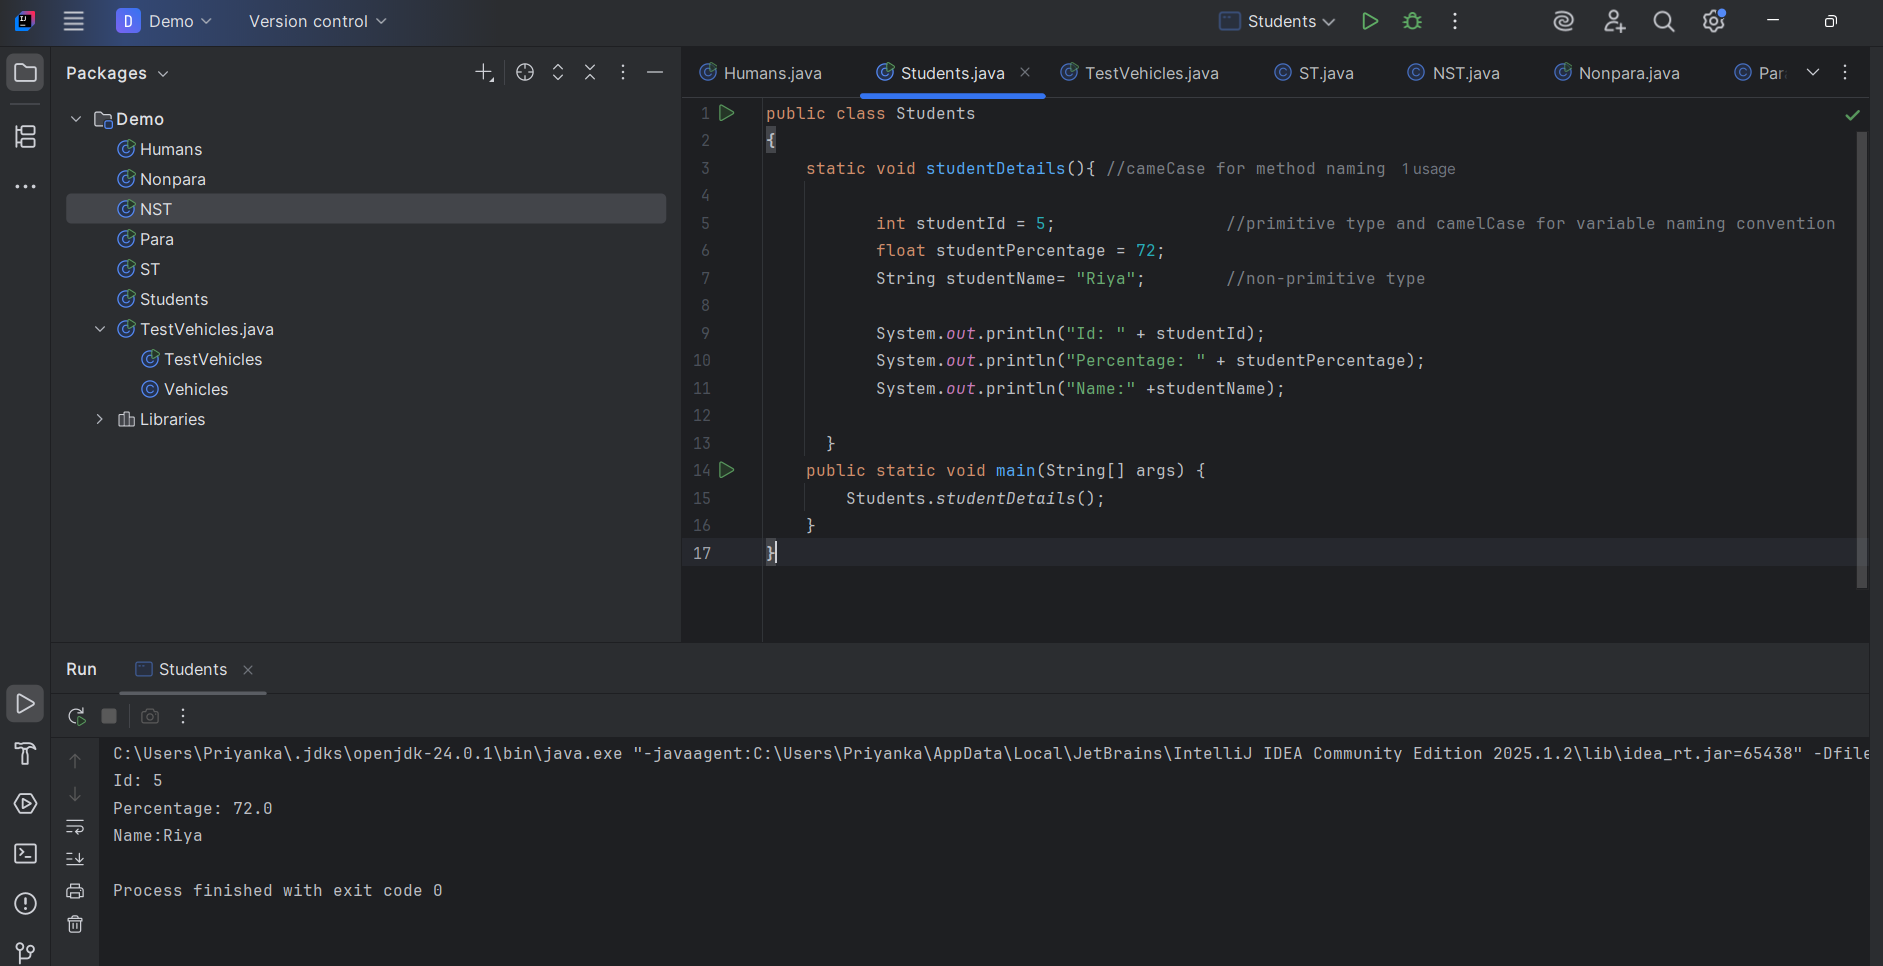 D Demo Version control Students
Packages
Demo
Humans
Nonpara
NST
Para
ST
Students
TestVehicles.java
TestVehicles
Vehicles
Libraries
Humans.java Students.java TestVehicles.java ST.java NST.java Nonpara.java Par
1 public class Students
2 {
3 static void studentDetails(){ //cameCase for method naming 1 usage
4
5 int studentId = 5; //primitive type and camelCase for variable naming convention
6 float studentPercentage = 72;
7 String studentName= "Riya"; //non-primitive type
8
9 System.out.println("Id: " + studentId);
10 System.out.println("Percentage: " + studentPercentage);
11 System.out.println("Name:" +studentName);
12
13 }
14 public static void main(String[] args) {
15 Students.studentDetails();
16 }
17 }
Run Students
C:\Users\Priyanka\.jdks\openjdk-24.0.1\bin\java.exe "-javaagent:C:\Users\Priyanka\AppData\Local\JetBrains\IntelliJ IDEA Community Edition 2025.1.2\lib\idea_rt.jar=65438" -Dfile
Id: 5
Percentage: 72.0
Name:Riya
Process finished with exit code 0